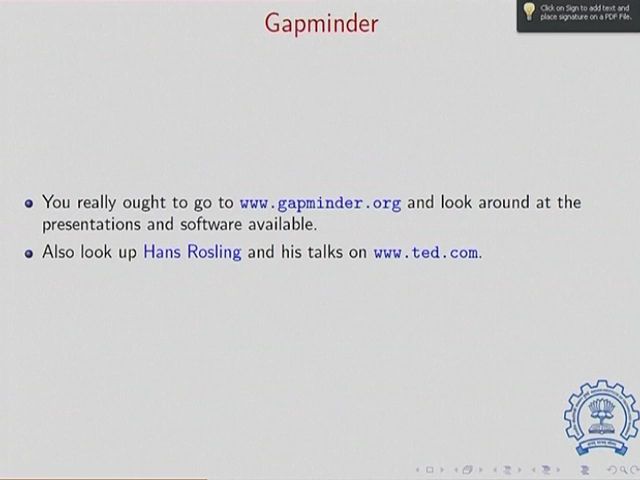 Gapminder
Click on Sign to add text and
place signature on a PDF File.
You really ought to go to www.gapminder.org and look around at the
presentations and software available.
Also look up Hans Rosling and his talks on www.ted.com.